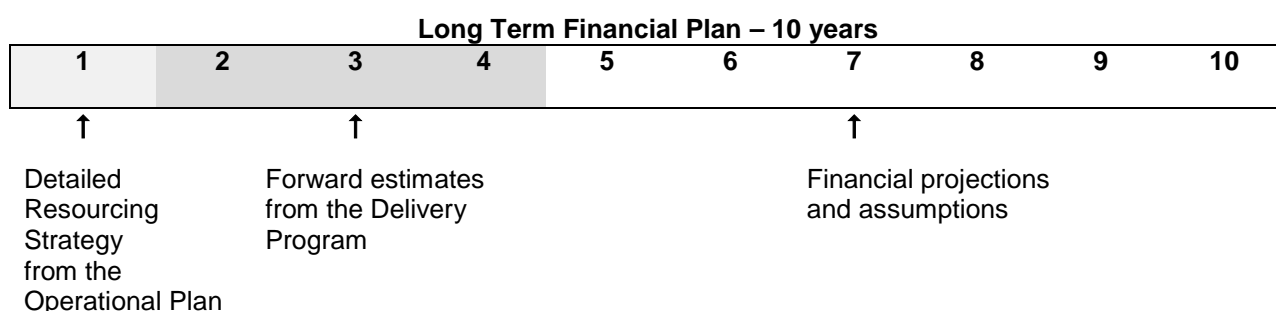 Long Term Financial Plan – 10 years
1 2 3 4 5 6 7 8 9 10
↑ ↑ ↑
Detailed
Resourcing
Strategy
from the
Operational Plan
Forward estimates
from the Delivery
Program
Financial projections
and assumptions